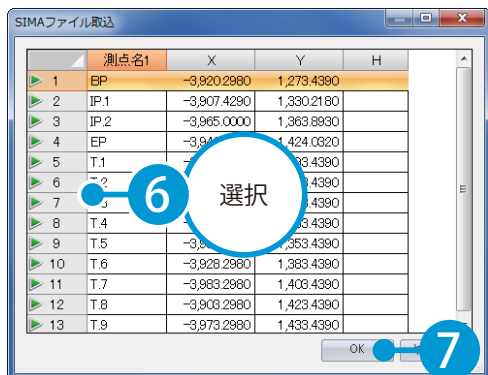 SIMAファイル取込
測点名1 X Y H
1 BP -3,920.2980 1,273.4390
2 IP.1 -3,907.4290 1,330.2180
3 IP.2 -3,965.0000 1,363.8930
4 EP 1,424.0320
5 T.1
6
7
8 T.4
9 T.5 1,353.4390
10 T.6 -3,928.2980 1,383.4390
11 T.7 -3,983.2980 1,403.4390
12 T.8 -3,903.2980 1,423.4390
13 T.9 -3,973.2980 1,433.4390
6 選択
OK
7